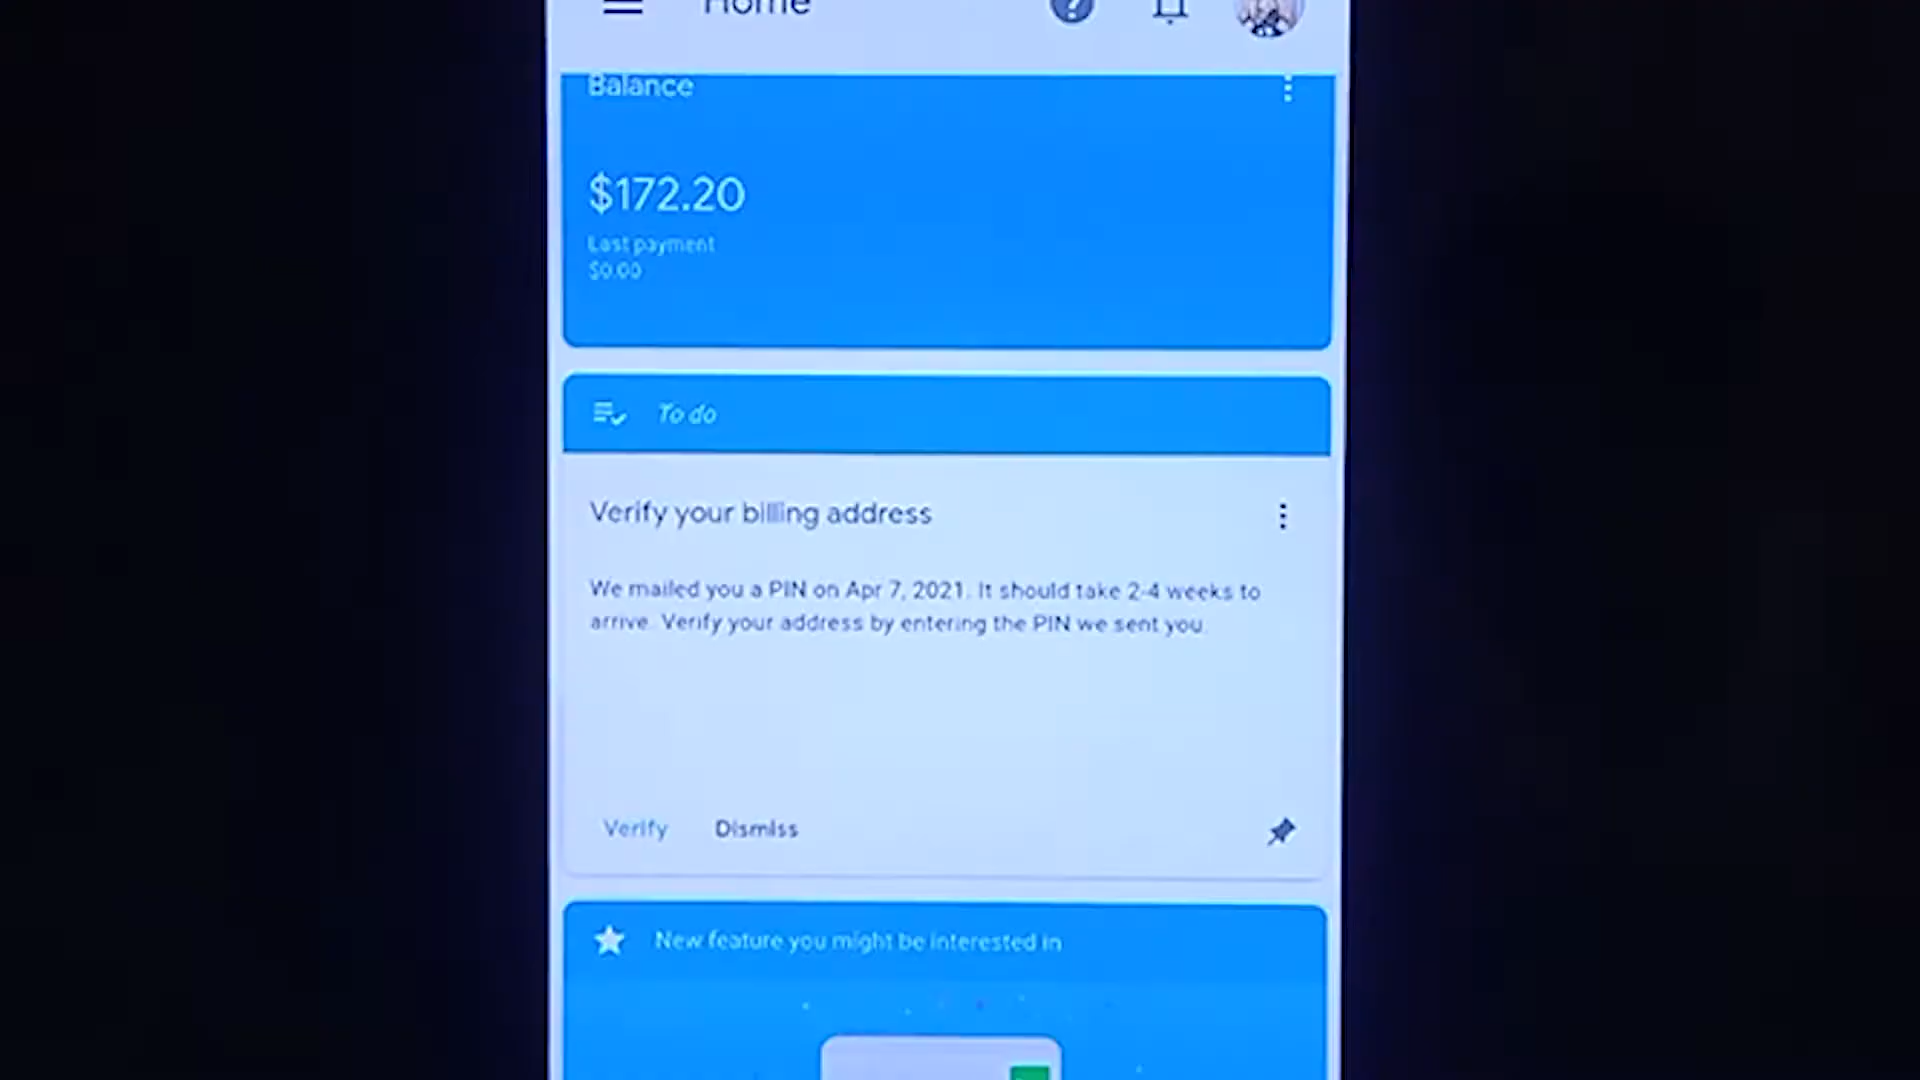 Home
Balance
$172.20
Last payment
$0.00
To do
Verify your billing address
We mailed you a PIN on Apr 7, 2021. It should take 2-4 weeks to
arrive. Verify your address by entering the PIN we sent you.
Verify Dismiss
New feature you might be interested in